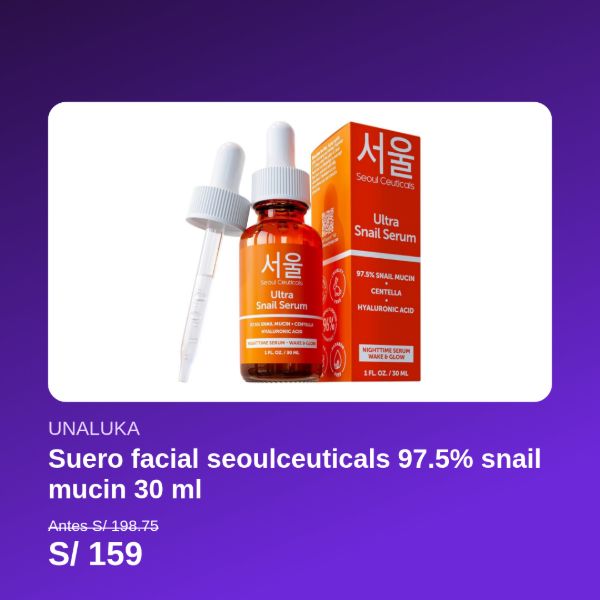 서울
Seoul Ceuticals
Ultra
Snail Serum
97.5% SNAIL MUCIN
•
CENTELLA
•
HYALURONIC ACID
NIGHTTIME SERUM
WAKE & GLOW
1 FL. OZ. / 30 ML
서울
Seoul Ceuticals
Ultra
Snail Serum
97.5% SNAIL MUCIN • CENTELLA
HYALURONIC ACID
NIGHTTIME SERUM - WAKE & GLOW
1 FL. OZ. / 30 ML
UNALUKA
Suero facial seoulceuticals 97.5% snail
mucin 30 ml
Antes S/ 198.75
S/ 159